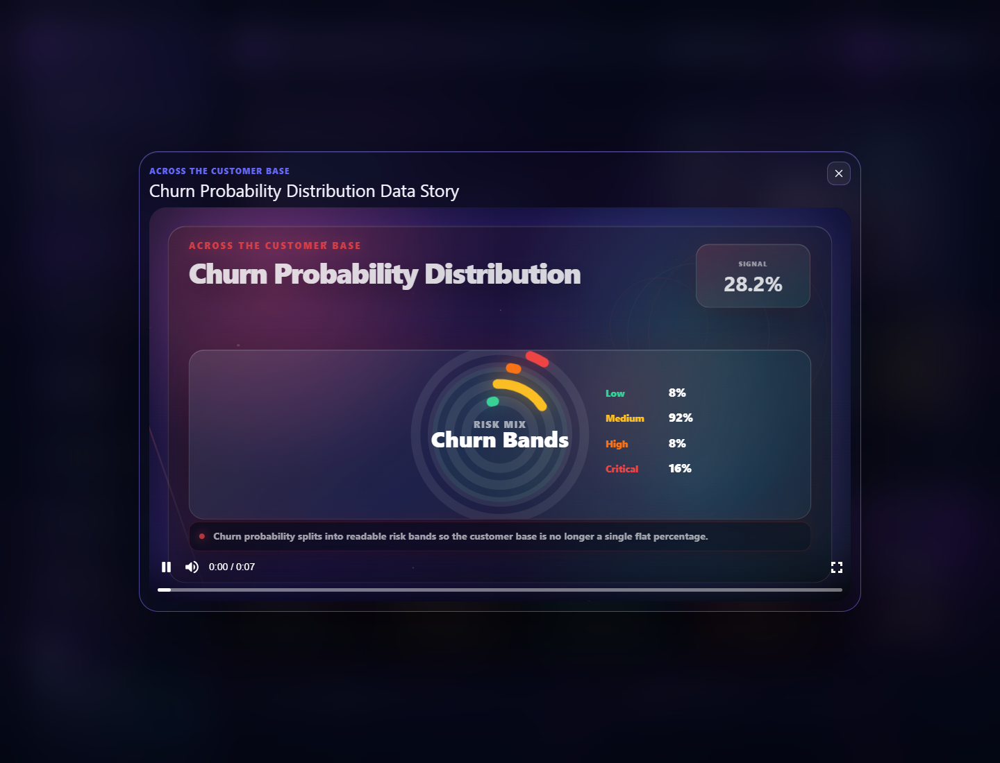 ACROSS THE CUSTOMER BASE
Churn Probability Distribution Data Story
ACROSS THE CUSTOMER BASE
Churn Probability Distribution
SIGNAL
28.2%
RISK MIX
Churn Bands
Low 8%
Medium 92%
High 8%
Critical 16%
Churn probability splits into readable risk bands so the customer base is no longer a single flat percentage.
0:00 / 0:07